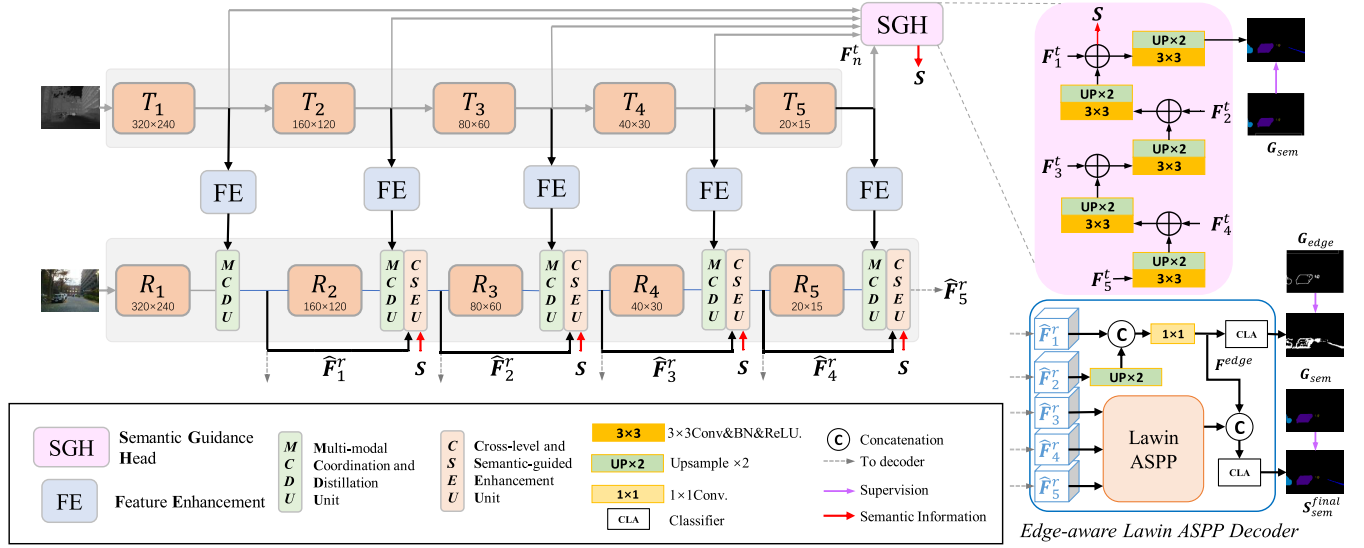 SGH
S
F_n^t
T_1
320×240
T_2
160×120
T_3
80×60
T_4
40×30
T_5
20×15
FE
FE
FE
FE
FE
R_1
320×240
M C D U
R_2
160×120
M C D U
C S E U
R_3
80×60
M C D U
C S E U
R_4
40×30
M C D U
C S E U
R_5
20×15
M C D U
C S E U
F̂_5^r
F̂_1^r
S
F̂_2^r
S
F̂_3^r
S
F̂_4^r
S
S
F_1^t
UP×2
3×3
UP×2
3×3
F_2^t
UP×2
3×3
F_3^t
UP×2
3×3
F_4^t
UP×2
3×3
F_5^t
G_sem
G_edge
F̂_1^r
C
1×1
CLA
F^edge
F̂_2^r
UP×2
G_sem
F̂_3^r
F̂_4^r
F̂_5^r
Lawin
ASPP
C
CLA
S_sem^final
Edge-aware Lawin ASPP Decoder
SGH
Semantic Guidance
Head
FE
Feature Enhancement
M C D U
Multi-modal
Coordination and
Distillation
Unit
C S E U
Cross-level and
Semantic-guided
Enhancement
Unit
3×3
3×3Conv&BN&ReLU.
UP×2
Upsample ×2
1×1
1×1Conv.
CLA
Classifier
C
Concatenation
To decoder
Supervision
Semantic Information